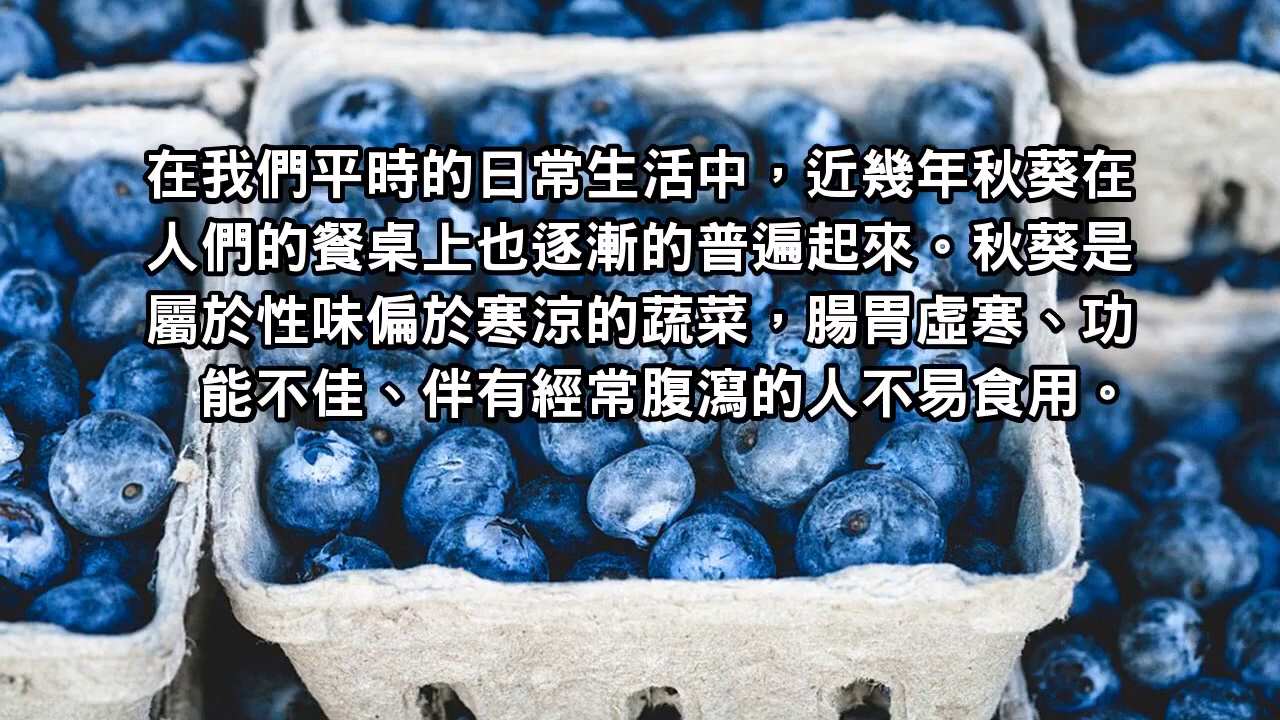 在我們平時的日常生活中，近幾年秋葵在
人們的餐桌上也逐漸的普遍起來。秋葵是
屬於性味偏於寒涼的蔬菜，腸胃虛寒、功
能不佳、伴有經常腹瀉的人不易食用。